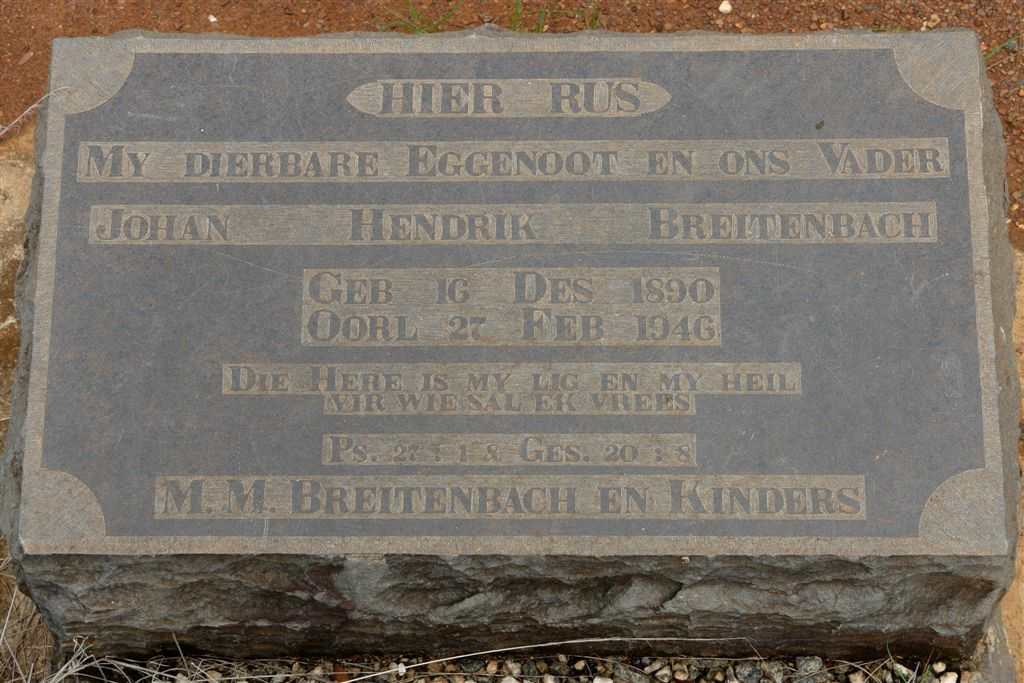 HIER RUS
MY DIERBARE EGGENOOT EN ONS VADER
JOHAN HENDRIK BREITENBACH
GEB 16 DES 1890
OORL 27 FEB 1946
DIE HERE IS MY LIG EN MY HEIL
VIR WIE SAL EK VREES
PS. 27 : 1 & GES. 20 : 8
M. M. BREITENBACH EN KINDERS